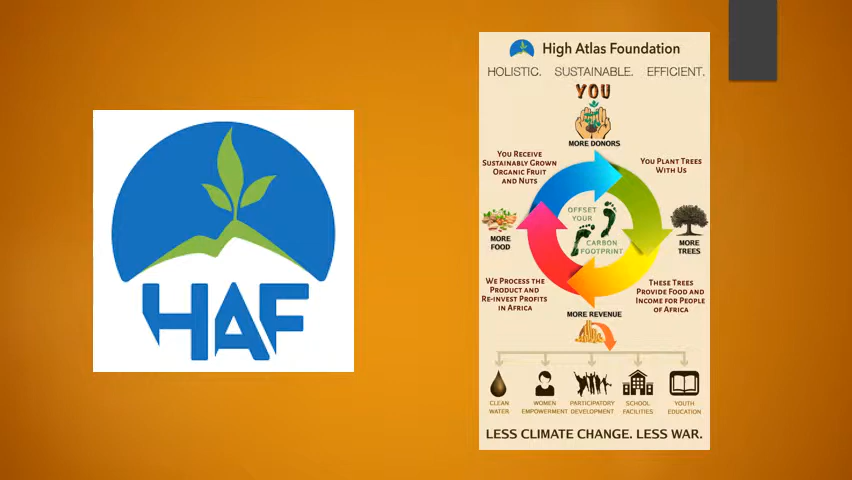 HAF
High Atlas Foundation
HOLISTIC. SUSTAINABLE. EFFICIENT.
YOU
MORE DONORS
YOU RECEIVE
SUSTAINABLY GROWN
ORGANIC FRUIT
AND NUTS
YOU PLANT TREES
WITH US
OFFSET
YOUR
CARBON
FOOTPRINT
MORE
FOOD
MORE
TREES
WE PROCESS THE
PRODUCT AND
RE-INVEST PROFITS
IN AFRICA
THESE TREES
PROVIDE FOOD AND
INCOME FOR PEOPLE
OF AFRICA
MORE REVENUE
CLEAN
WATER
WOMEN
EMPOWERMENT
PARTICIPATORY
DEVELOPMENT
SCHOOL
FACILITIES
YOUTH
EDUCATION
LESS CLIMATE CHANGE. LESS WAR.